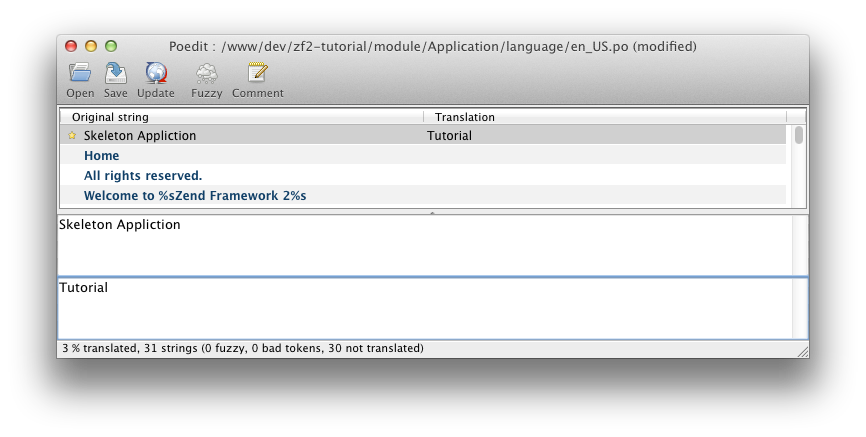 Poedit : /www/dev/zf2-tutorial/module/Application/language/en_US.po (modified)
Open Save Update Fuzzy Comment
Original string Translation
Skeleton Appliction Tutorial
Home
All rights reserved.
Welcome to %sZend Framework 2%s
Skeleton Appliction
Tutorial
3 % translated, 31 strings (0 fuzzy, 0 bad tokens, 30 not translated)